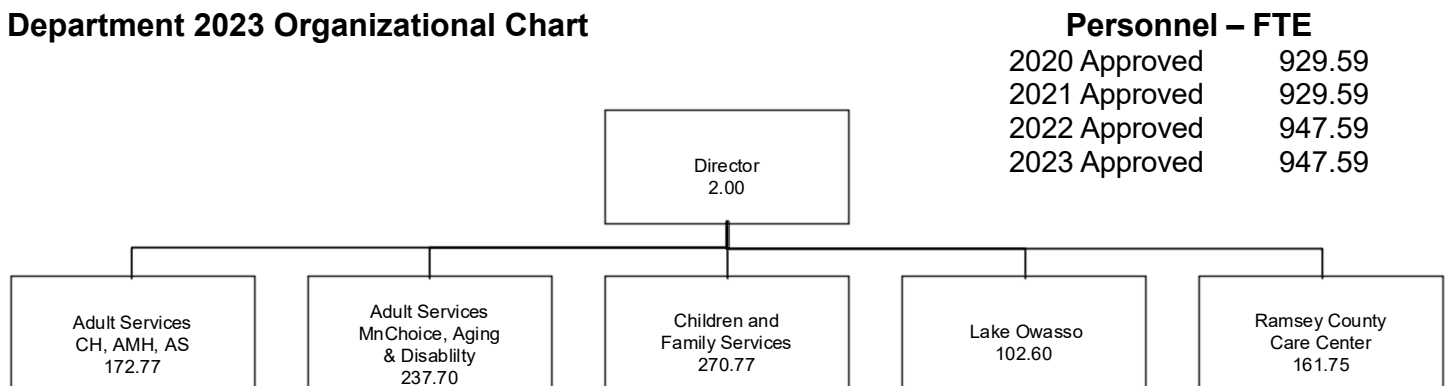 Department 2023 Organizational Chart
Personnel – FTE
2020 Approved 929.59
2021 Approved 929.59
2022 Approved 947.59
2023 Approved 947.59
Director
2.00
Adult Services
CH, AMH, AS
172.77
Adult Services
MnChoice, Aging
& Disablilty
237.70
Children and
Family Services
270.77
Lake Owasso
102.60
Ramsey County
Care Center
161.75